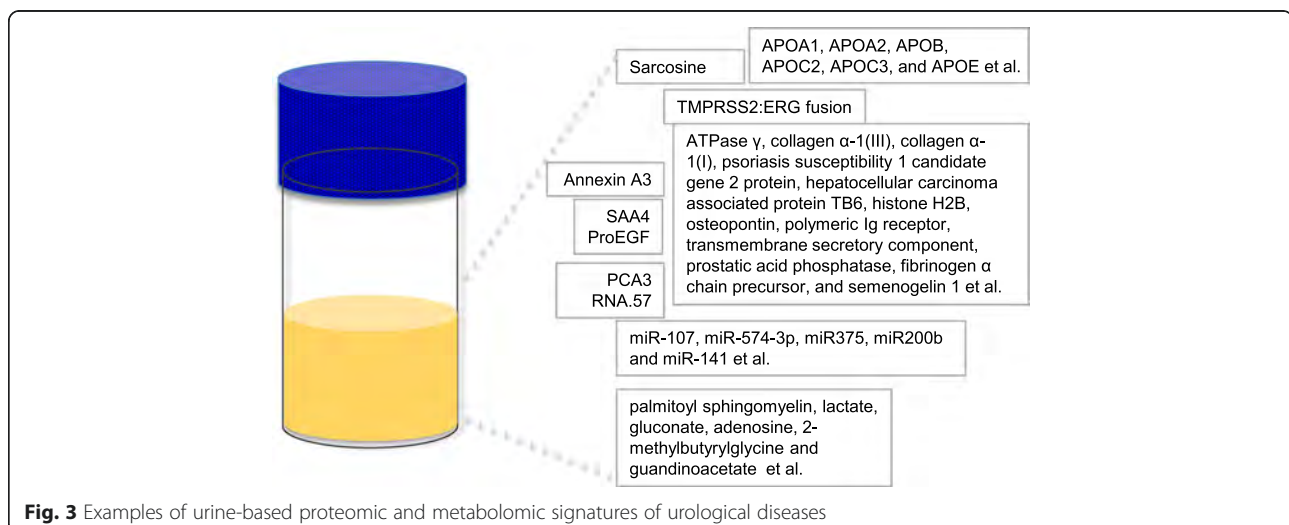 APOA1, APOA2, APOB,
APOC2, APOC3, and APOE et al.
Sarcosine
TMPRSS2:ERG fusion
ATPase γ, collagen α-1(III), collagen α-
1(I), psoriasis susceptibility 1 candidate
gene 2 protein, hepatocellular carcinoma
associated protein TB6, histone H2B,
osteopontin, polymeric Ig receptor,
transmembrane secretory component,
prostatic acid phosphatase, fibrinogen α
chain precursor, and semenogelin 1 et al.
Annexin A3
SAA4
ProEGF
PCA3
RNA.57
miR-107, miR-574-3p, miR375, miR200b
and miR-141 et al.
palmitoyl sphingomyelin, lactate,
gluconate, adenosine, 2-
methylbutyrylglycine and
guandinoacetate et al.
Fig. 3 Examples of urine-based proteomic and metabolomic signatures of urological diseases